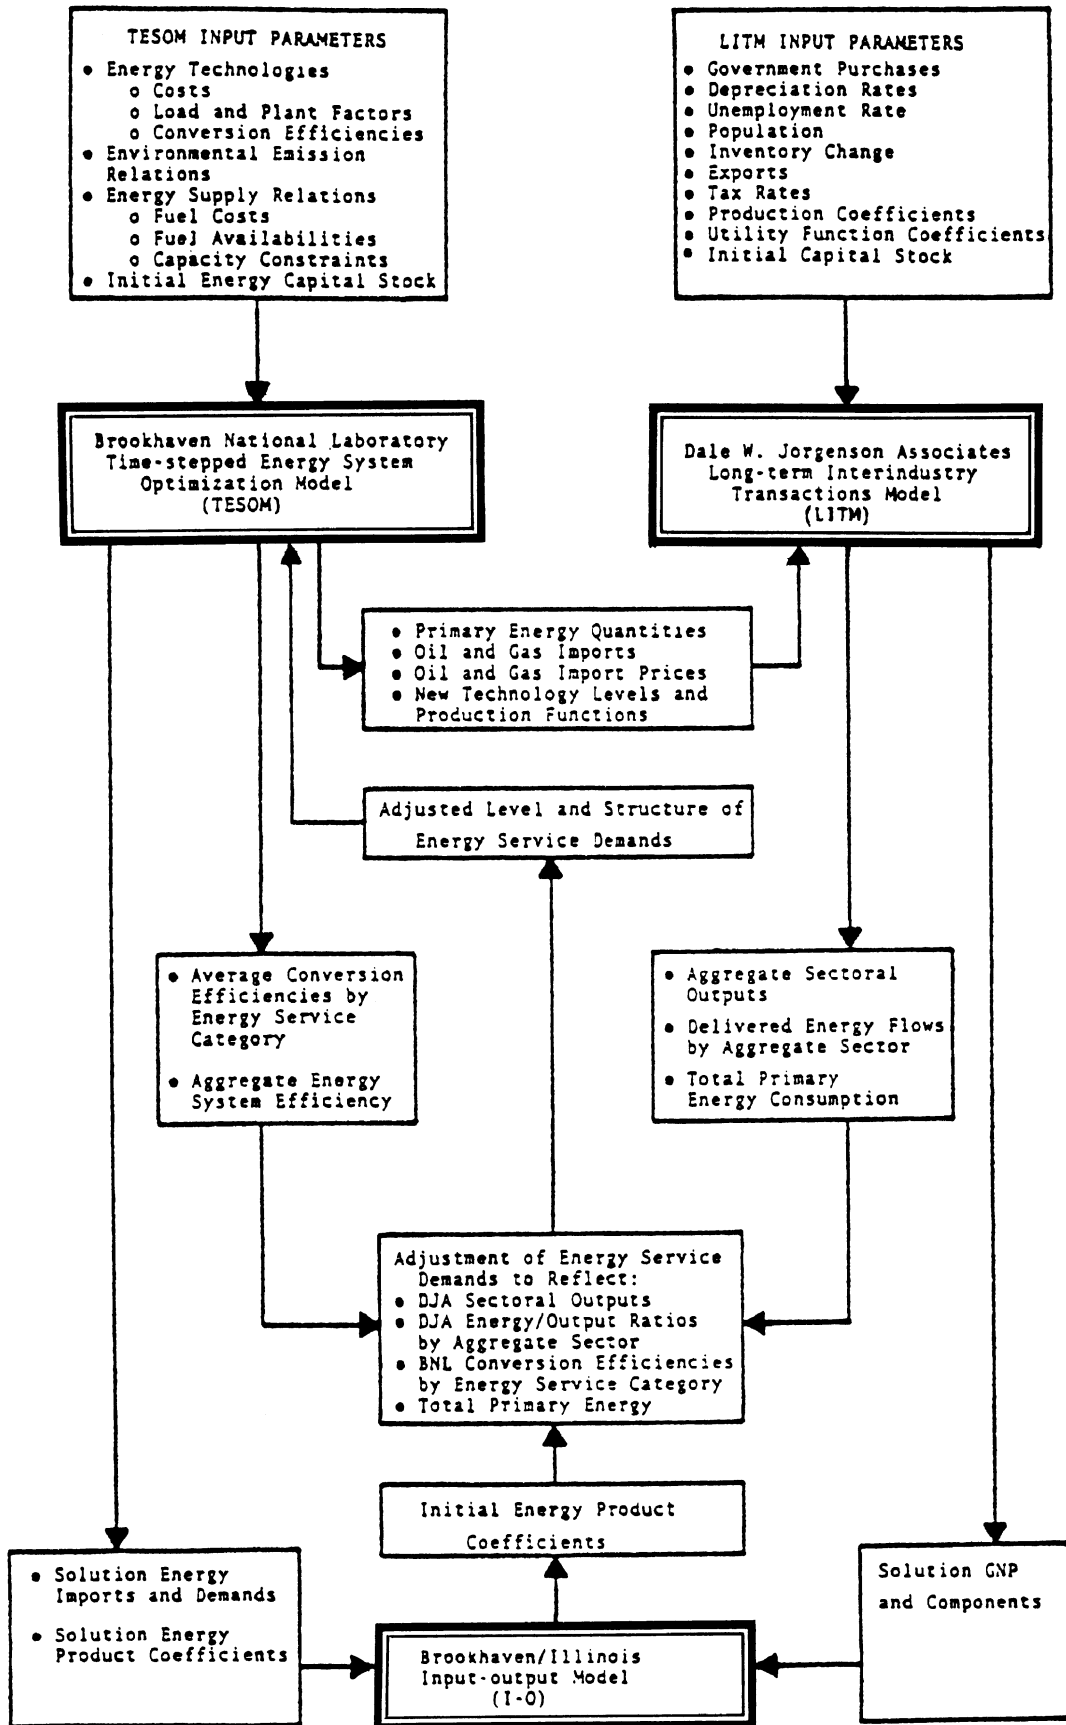 TESOM INPUT PARAMETERS
• Energy Technologies
o Costs
o Load and Plant Factors
o Conversion Efficiencies
• Environmental Emission
Relations
• Energy Supply Relations
o Fuel Costs
o Fuel Availabilities
o Capacity Constraints
• Initial Energy Capital Stock
LITM INPUT PARAMETERS
• Government Purchases
• Depreciation Rates
• Unemployment Rate
• Population
• Inventory Change
• Exports
• Tax Rates
• Production Coefficients
• Utility Function Coefficients
• Initial Capital Stock
Brookhaven National Laboratory
Time-stepped Energy System
Optimization Model
(TESOM)
Dale W. Jorgenson Associates
Long-term Interindustry
Transactions Model
(LITM)
• Primary Energy Quantities
• Oil and Gas Imports
• Oil and Gas Import Prices
• New Technology Levels and
Production Functions
Adjusted Level and Structure of
Energy Service Demands
• Average Conversion
Efficiencies by
Energy Service
Category
• Aggregate Energy
System Efficiency
• Aggregate Sectoral
Outputs
• Delivered Energy Flows
by Aggregate Sector
• Total Primary
Energy Consumption
Adjustment of Energy Service
Demands to Reflect:
• DJA Sectoral Outputs
• DJA Energy/Output Ratios
by Aggregate Sector
• BNL Conversion Efficiencies
by Energy Service Category
• Total Primary Energy
Initial Energy Product
Coefficients
• Solution Energy
Imports and Demands
• Solution Energy
Product Coefficients
Brookhaven/Illinois
Input-output Model
(I-O)
Solution GNP
and Components